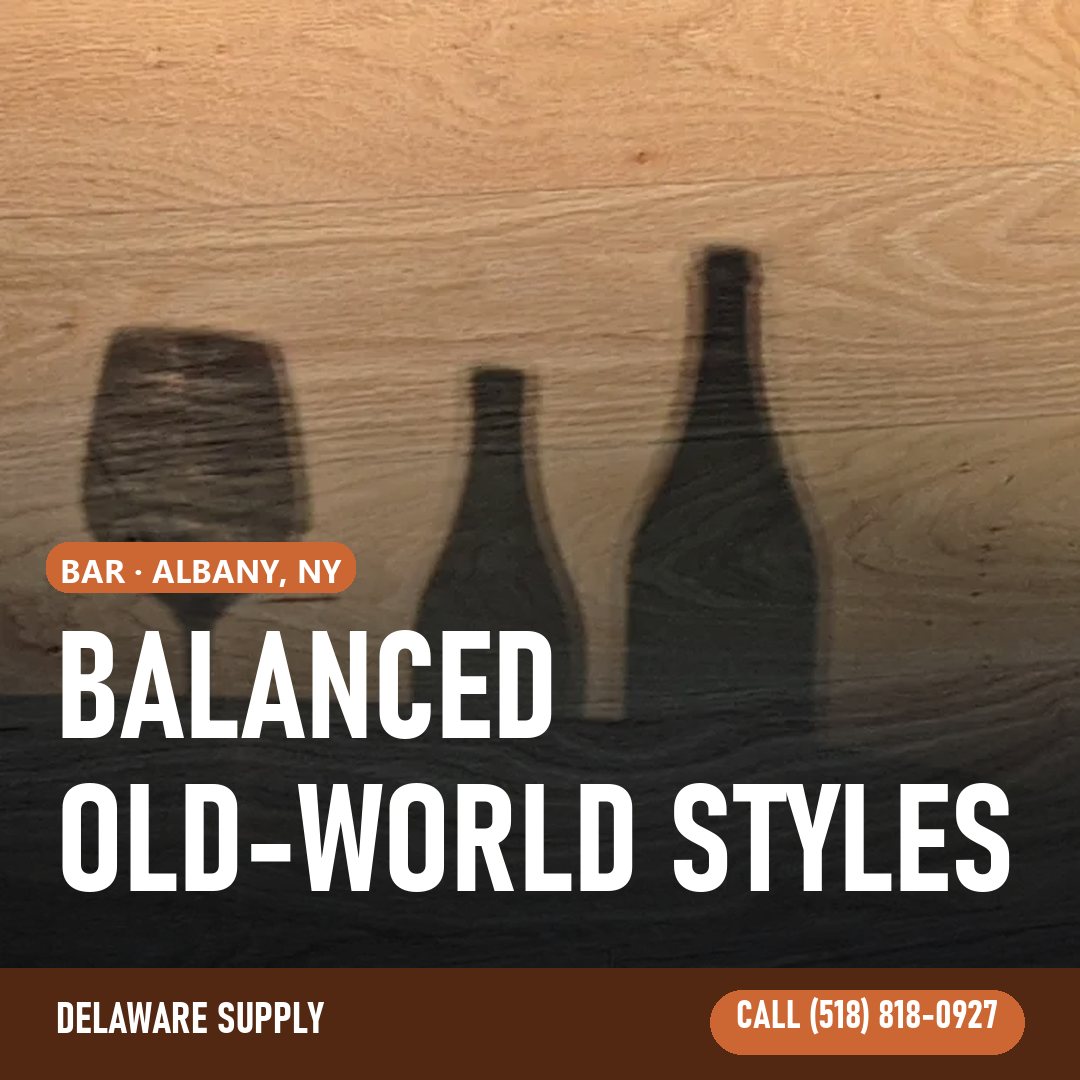 BAR · ALBANY, NY
BALANCED
OLD-WORLD STYLES
DELAWARE SUPPLY
CALL (518) 818-0927